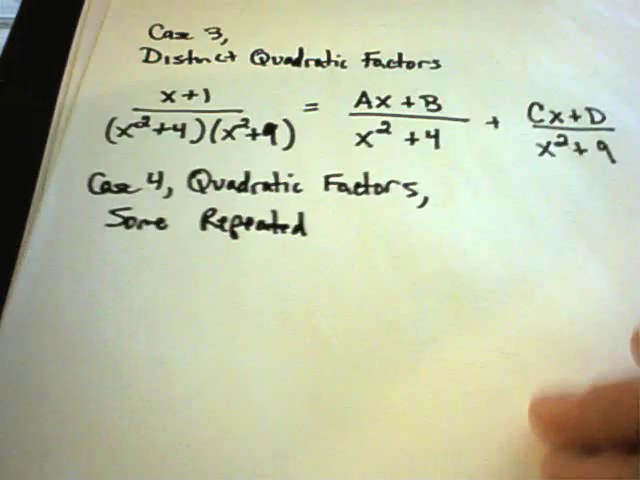 Case 3,
Distinct Quadratic Factors
x+1 / (x²+4)(x²+9) = Ax+B / x²+4 + Cx+D / x²+9
Case 4, Quadratic Factors,
Some Repeated